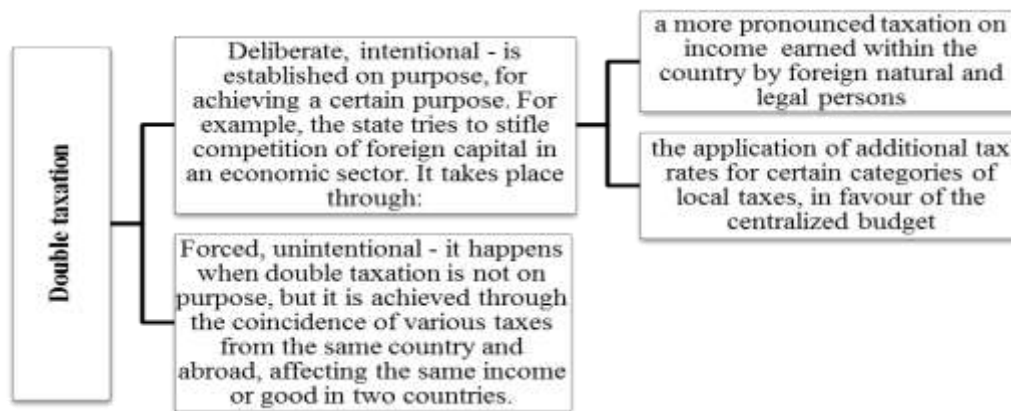 Double taxation
Deliberate, intentional - is
established on purpose, for
achieving a certain purpose. For
example, the state tries to stifle
competition of foreign capital in
an economic sector. It takes place
through:
a more pronounced taxation on
income earned within the
country by foreign natural and
legal persons
the application of additional tax
rates for certain categories of
local taxes, in favour of the
centralized budget
Forced, unintentional - it happens
when double taxation is not on
purpose, but it is achieved through
the coincidence of various taxes
from the same country and
abroad, affecting the same income
or good in two countries.